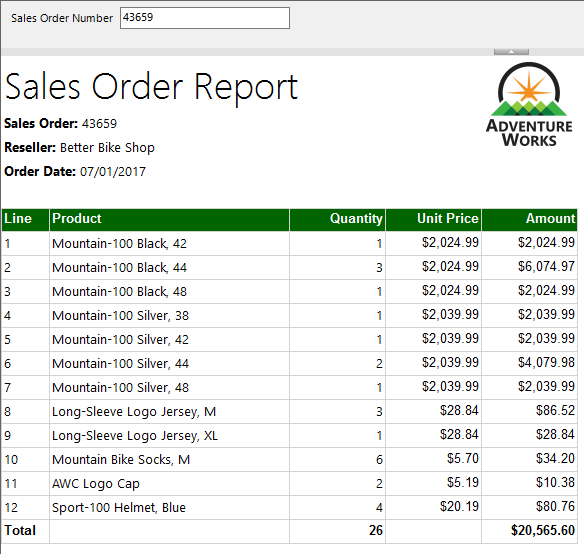 Sales Order Number 43659
Sales Order Report
ADVENTURE
WORKS
Sales Order: 43659
Reseller: Better Bike Shop
Order Date: 07/01/2017
Line Product Quantity Unit Price Amount
1 Mountain-100 Black, 42 1 $2,024.99 $2,024.99
2 Mountain-100 Black, 44 3 $2,024.99 $6,074.97
3 Mountain-100 Black, 48 1 $2,024.99 $2,024.99
4 Mountain-100 Silver, 38 1 $2,039.99 $2,039.99
5 Mountain-100 Silver, 42 1 $2,039.99 $2,039.99
6 Mountain-100 Silver, 44 2 $2,039.99 $4,079.98
7 Mountain-100 Silver, 48 1 $2,039.99 $2,039.99
8 Long-Sleeve Logo Jersey, M 3 $28.84 $86.52
9 Long-Sleeve Logo Jersey, XL 1 $28.84 $28.84
10 Mountain Bike Socks, M 6 $5.70 $34.20
11 AWC Logo Cap 2 $5.19 $10.38
12 Sport-100 Helmet, Blue 4 $20.19 $80.76
Total 26 $20,565.60